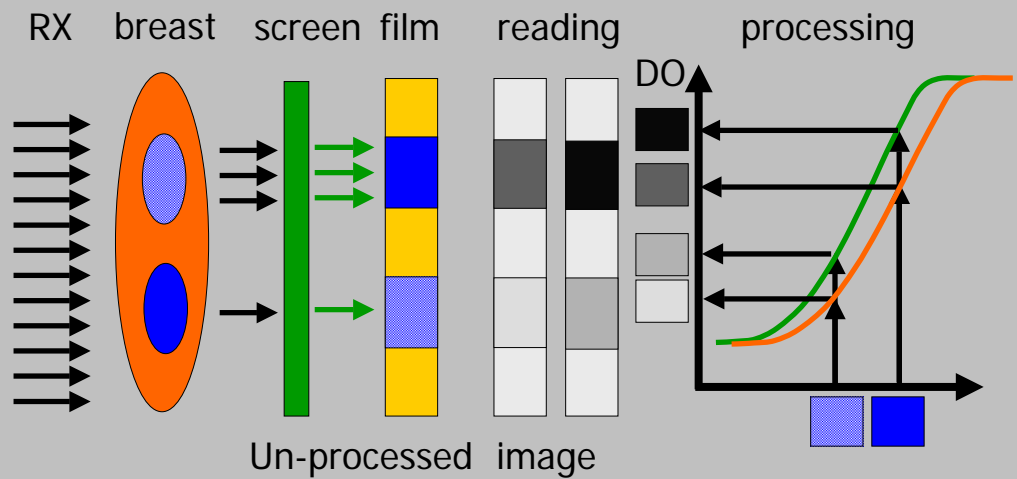 RX breast screen film reading processing
DO
Un-processed image